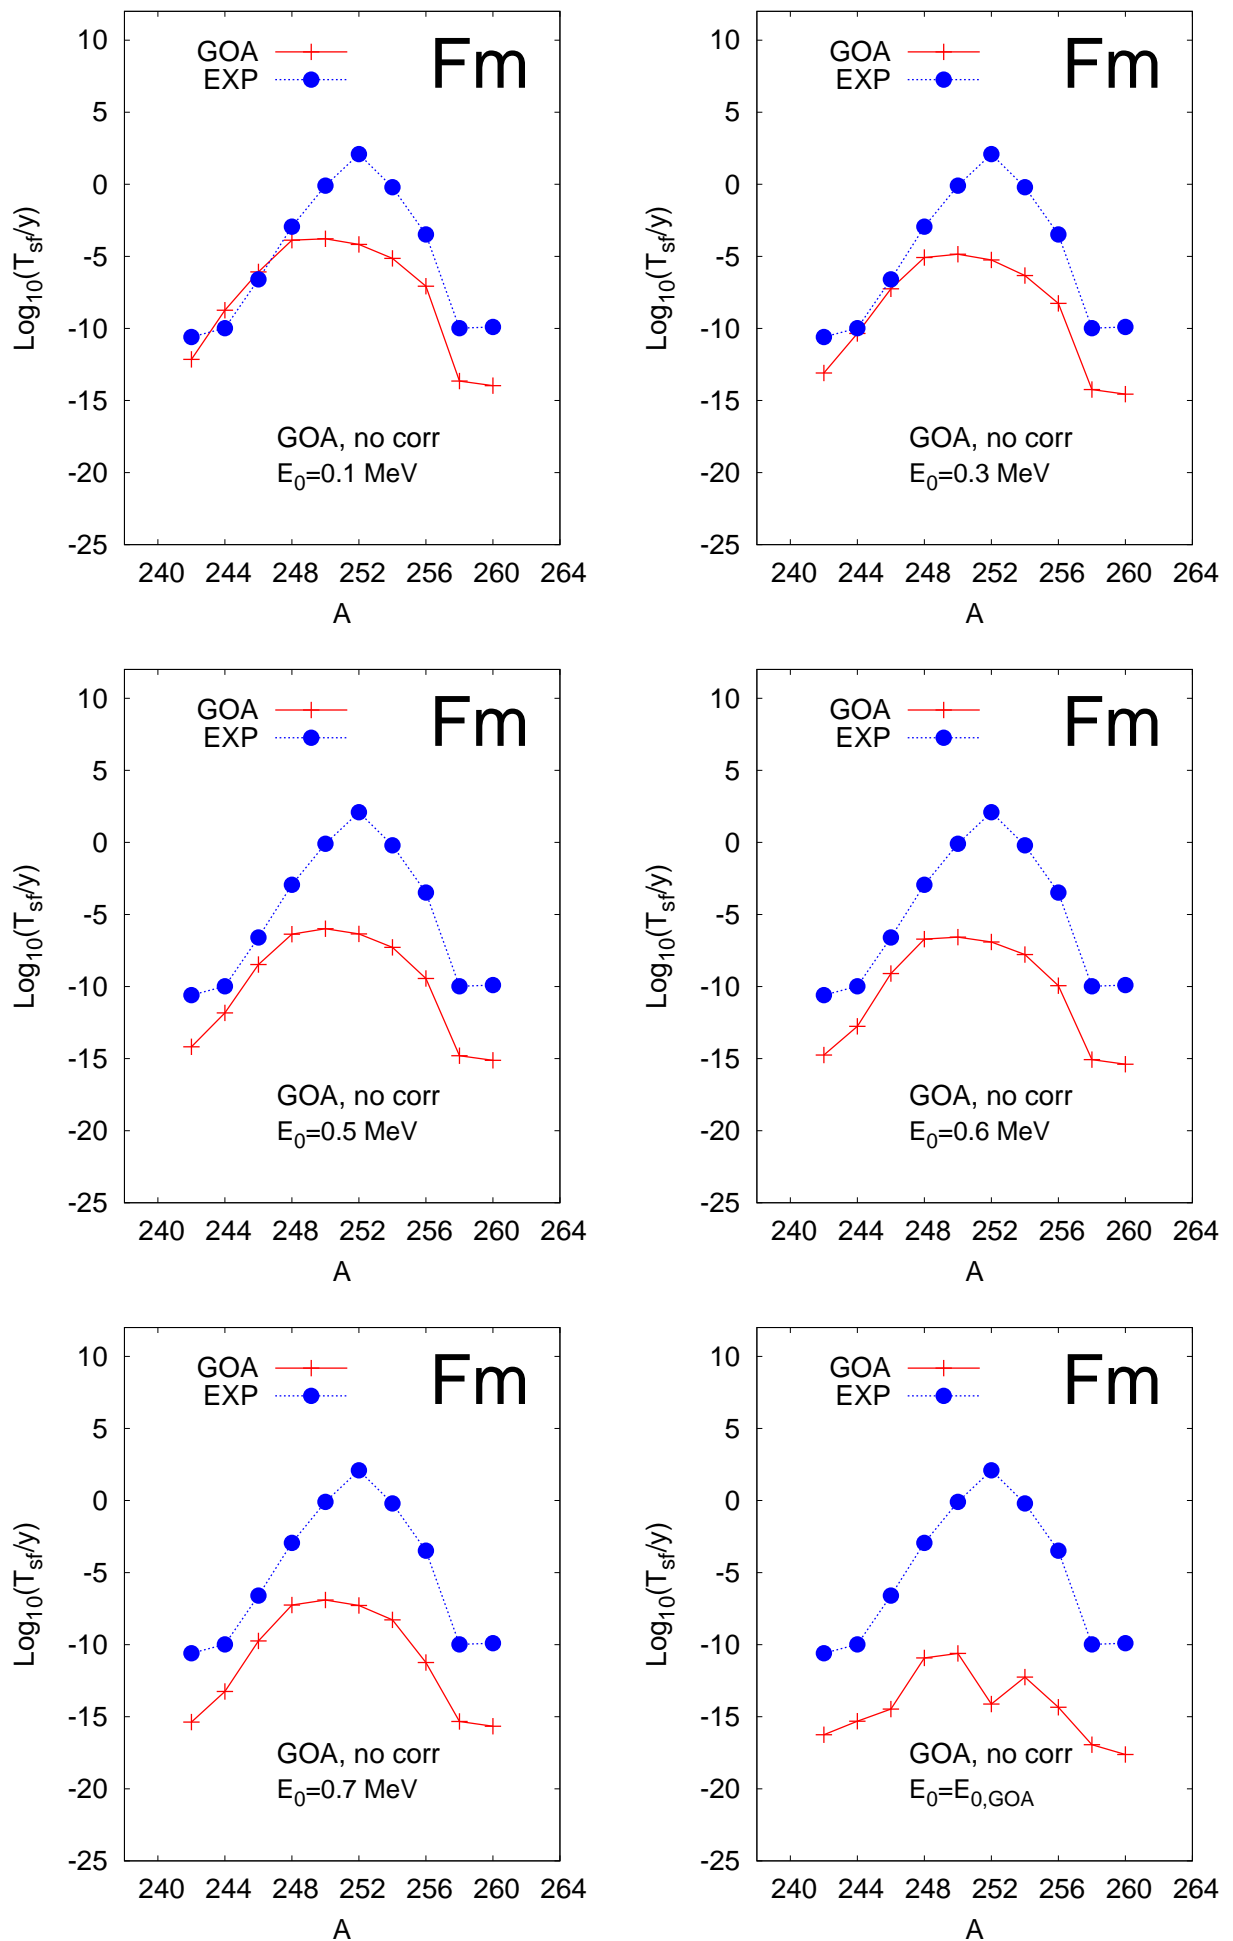 10
5
0
-5
-10
-15
-20
-25
240 244 248 252 256 260 264
Log10(Tsf/y)
A
GOA
EXP
Fm
GOA, no corr
E0=0.1 MeV
10
5
0
-5
-10
-15
-20
-25
240 244 248 252 256 260 264
Log10(Tsf/y)
A
GOA
EXP
Fm
GOA, no corr
E0=0.3 MeV
10
5
0
-5
-10
-15
-20
-25
240 244 248 252 256 260 264
Log10(Tsf/y)
A
GOA
EXP
Fm
GOA, no corr
E0=0.5 MeV
10
5
0
-5
-10
-15
-20
-25
240 244 248 252 256 260 264
Log10(Tsf/y)
A
GOA
EXP
Fm
GOA, no corr
E0=0.6 MeV
10
5
0
-5
-10
-15
-20
-25
240 244 248 252 256 260 264
Log10(Tsf/y)
A
GOA
EXP
Fm
GOA, no corr
E0=0.7 MeV
10
5
0
-5
-10
-15
-20
-25
240 244 248 252 256 260 264
Log10(Tsf/y)
A
GOA
EXP
Fm
GOA, no corr
E0=E0,GOA